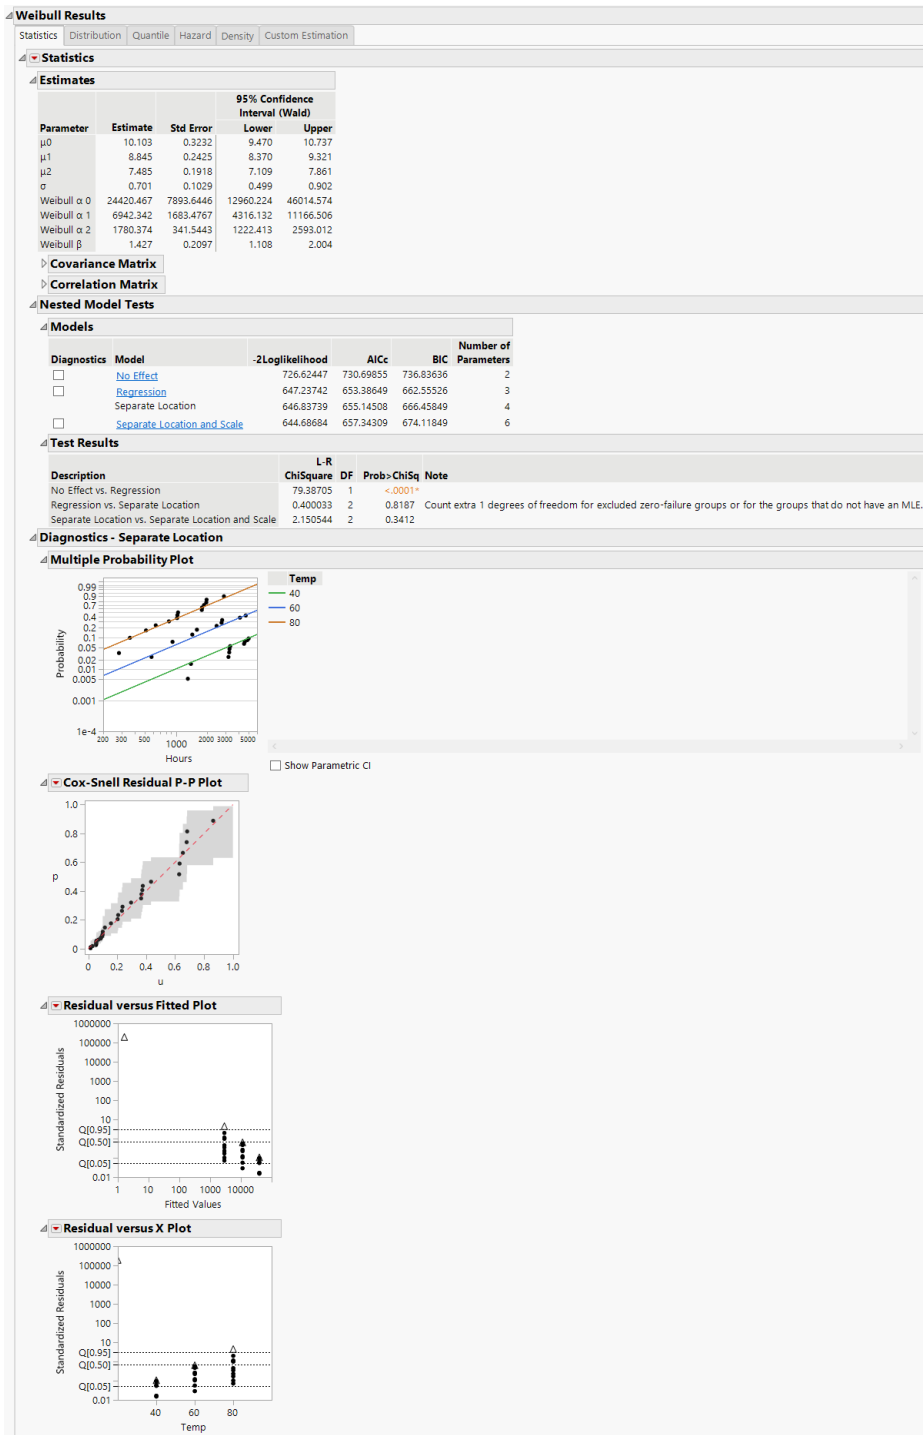 Weibull Results
Statistics Distribution Quantile Hazard Density Custom Estimation
Statistics
Estimates
95% Confidence
Interval (Wald)
Parameter Estimate Std Error Lower Upper
μ0 10.103 0.3232 9.470 10.737
μ1 8.845 0.2425 8.370 9.321
μ2 7.485 0.1918 7.109 7.861
σ 0.701 0.1029 0.499 0.902
Weibull α 0 24420.467 7893.6446 12960.224 46014.574
Weibull α 1 6942.342 1683.4767 4316.132 11166.506
Weibull α 2 1780.374 341.5443 1222.413 2593.012
Weibull β 1.427 0.2097 1.108 2.004
Covariance Matrix
Correlation Matrix
Nested Model Tests
Models
Number of
Diagnostics Model -2Loglikelihood AICc BIC Parameters
No Effect 726.62447 730.69855 736.83636 2
Regression 647.23742 653.38649 662.55526 3
Separate Location 646.83739 655.14508 666.45849 4
Separate Location and Scale 644.68684 657.34309 674.11849 6
Test Results
L-R
Description ChiSquare DF Prob>ChiSq Note
No Effect vs. Regression 79.38705 1 <.0001*
Regression vs. Separate Location 0.400033 2 0.8187 Count extra 1 degrees of freedom for excluded zero-failure groups or for the groups that do not have an MLE.
Separate Location vs. Separate Location and Scale 2.150544 2 0.3412
Diagnostics - Separate Location
Multiple Probability Plot
Temp
40
60
80
0.99
0.9
0.7
0.4
0.2
0.1
0.05
0.02
0.01
0.005
0.001
1e-4
Probability
200 300 500 1000 2000 3000 5000
Hours
Show Parametric CI
Cox-Snell Residual P-P Plot
1.0
0.8
0.6
p
0.4
0.2
0
0 0.2 0.4 0.6 0.8 1.0
u
Residual versus Fitted Plot
1000000
100000
10000
1000
100
10
Q[0.95]
Q[0.50]
Q[0.05]
0.01
Standardized Residuals
1 10 100 1000 10000
Fitted Values
Residual versus X Plot
1000000
100000
10000
1000
100
10
Q[0.95]
Q[0.50]
Q[0.05]
0.01
Standardized Residuals
40 60 80
Temp